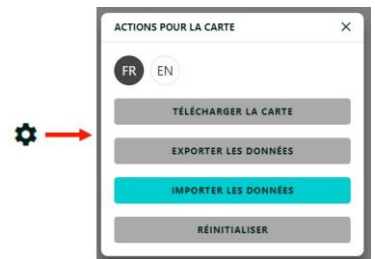 ACTIONS POUR LA CARTE
FR EN
TÉLÉCHARGER LA CARTE
EXPORTER LES DONNÉES
IMPORTER LES DONNÉES
RÉINITIALISER